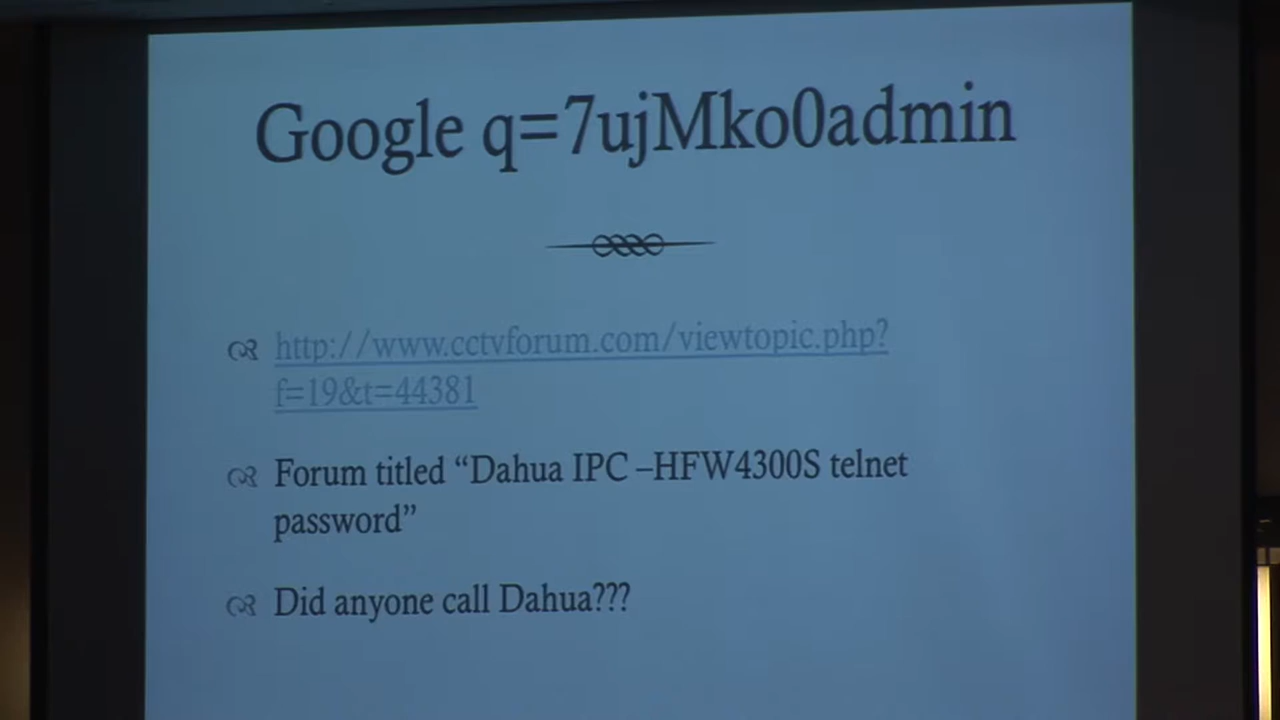 Google q=7ujMko0admin
http://www.cctvforum.com/viewtopic.php?
f=19&t=44381
Forum titled “Dahua IPC –HFW4300S telnet
password”
Did anyone call Dahua???